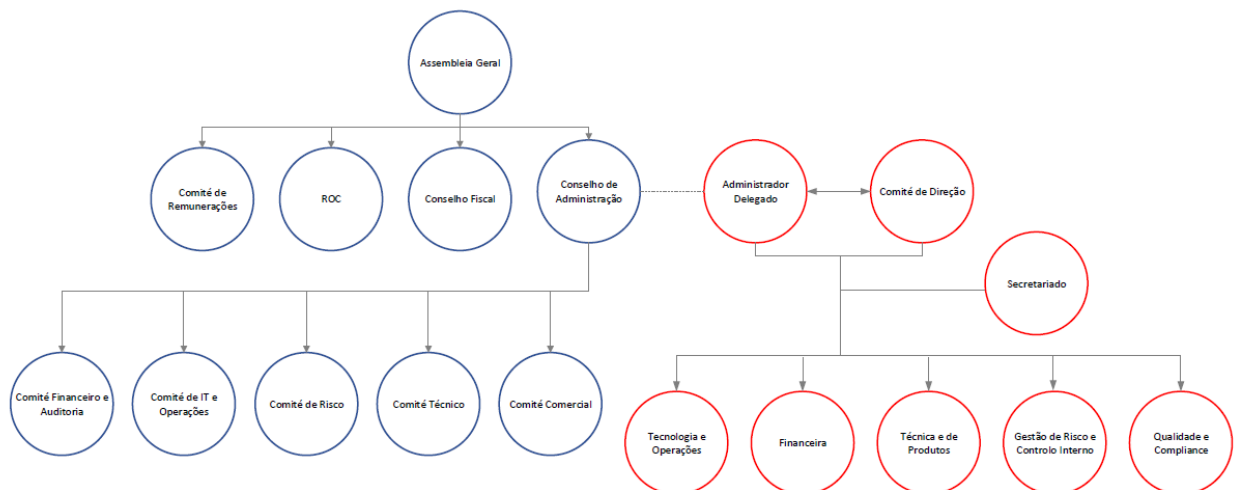 Assembleia Geral
Comité de
Remunerações
ROC
Conselho Fiscal
Conselho de
Administração
Administrador
Delegado
Comité de Direção
Secretariado
Comité Financeiro e
Auditoria
Comité de IT e
Operações
Comité de Risco
Comité Técnico
Comité Comercial
Tecnologia e
Operações
Financeira
Técnica e de
Produtos
Gestão de Risco e
Controlo Interno
Qualidade e
Compliance